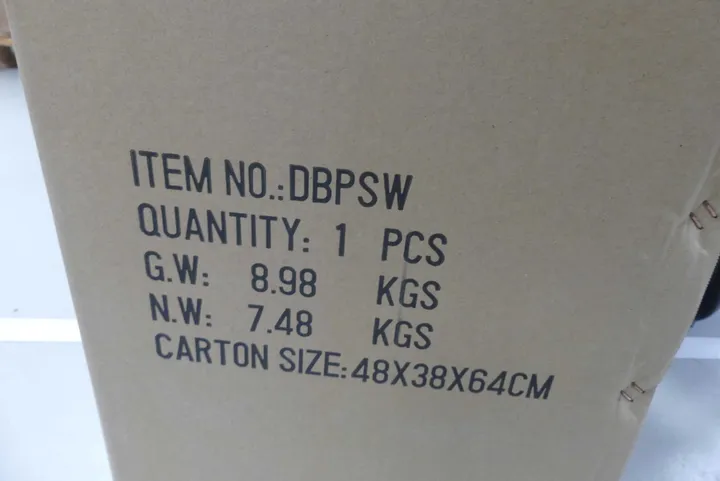 ITEM NO.:DBPSW
QUANTITY: 1 PCS
G.W: 8.98 KGS
N.W: 7.48 KGS
CARTON SIZE:48X38X64CM